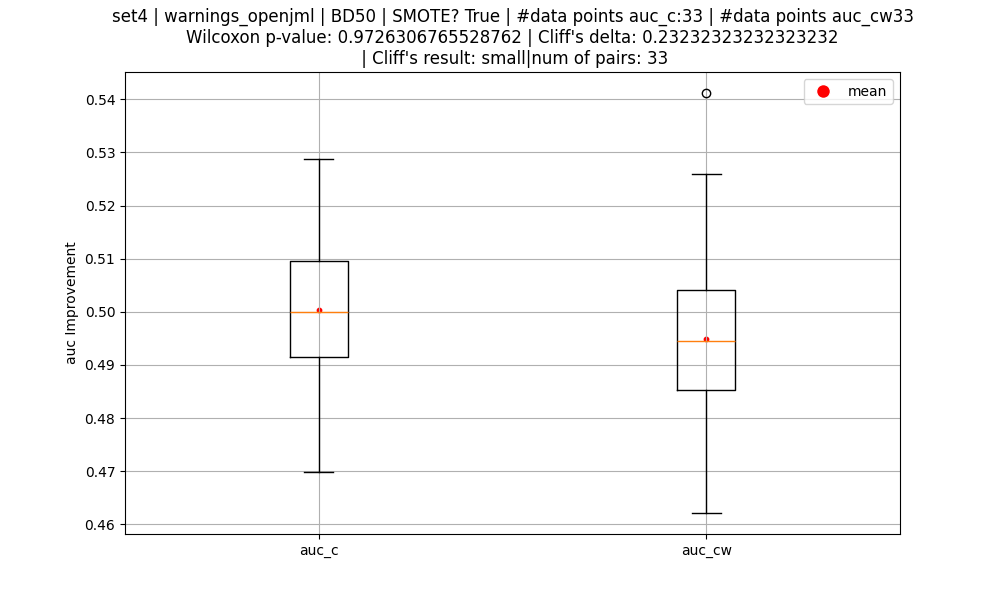 set4 | warnings_openjml | BD50 | SMOTE? True | #data points auc_c:33 | #data points auc_cw33
Wilcoxon p-value: 0.9726306765528762 | Cliff's delta: 0.23232323232323232
| Cliff's result: small|num of pairs: 33
mean
auc Improvement
0.54
0.53
0.52
0.51
0.50
0.49
0.48
0.47
0.46
auc_c
auc_cw